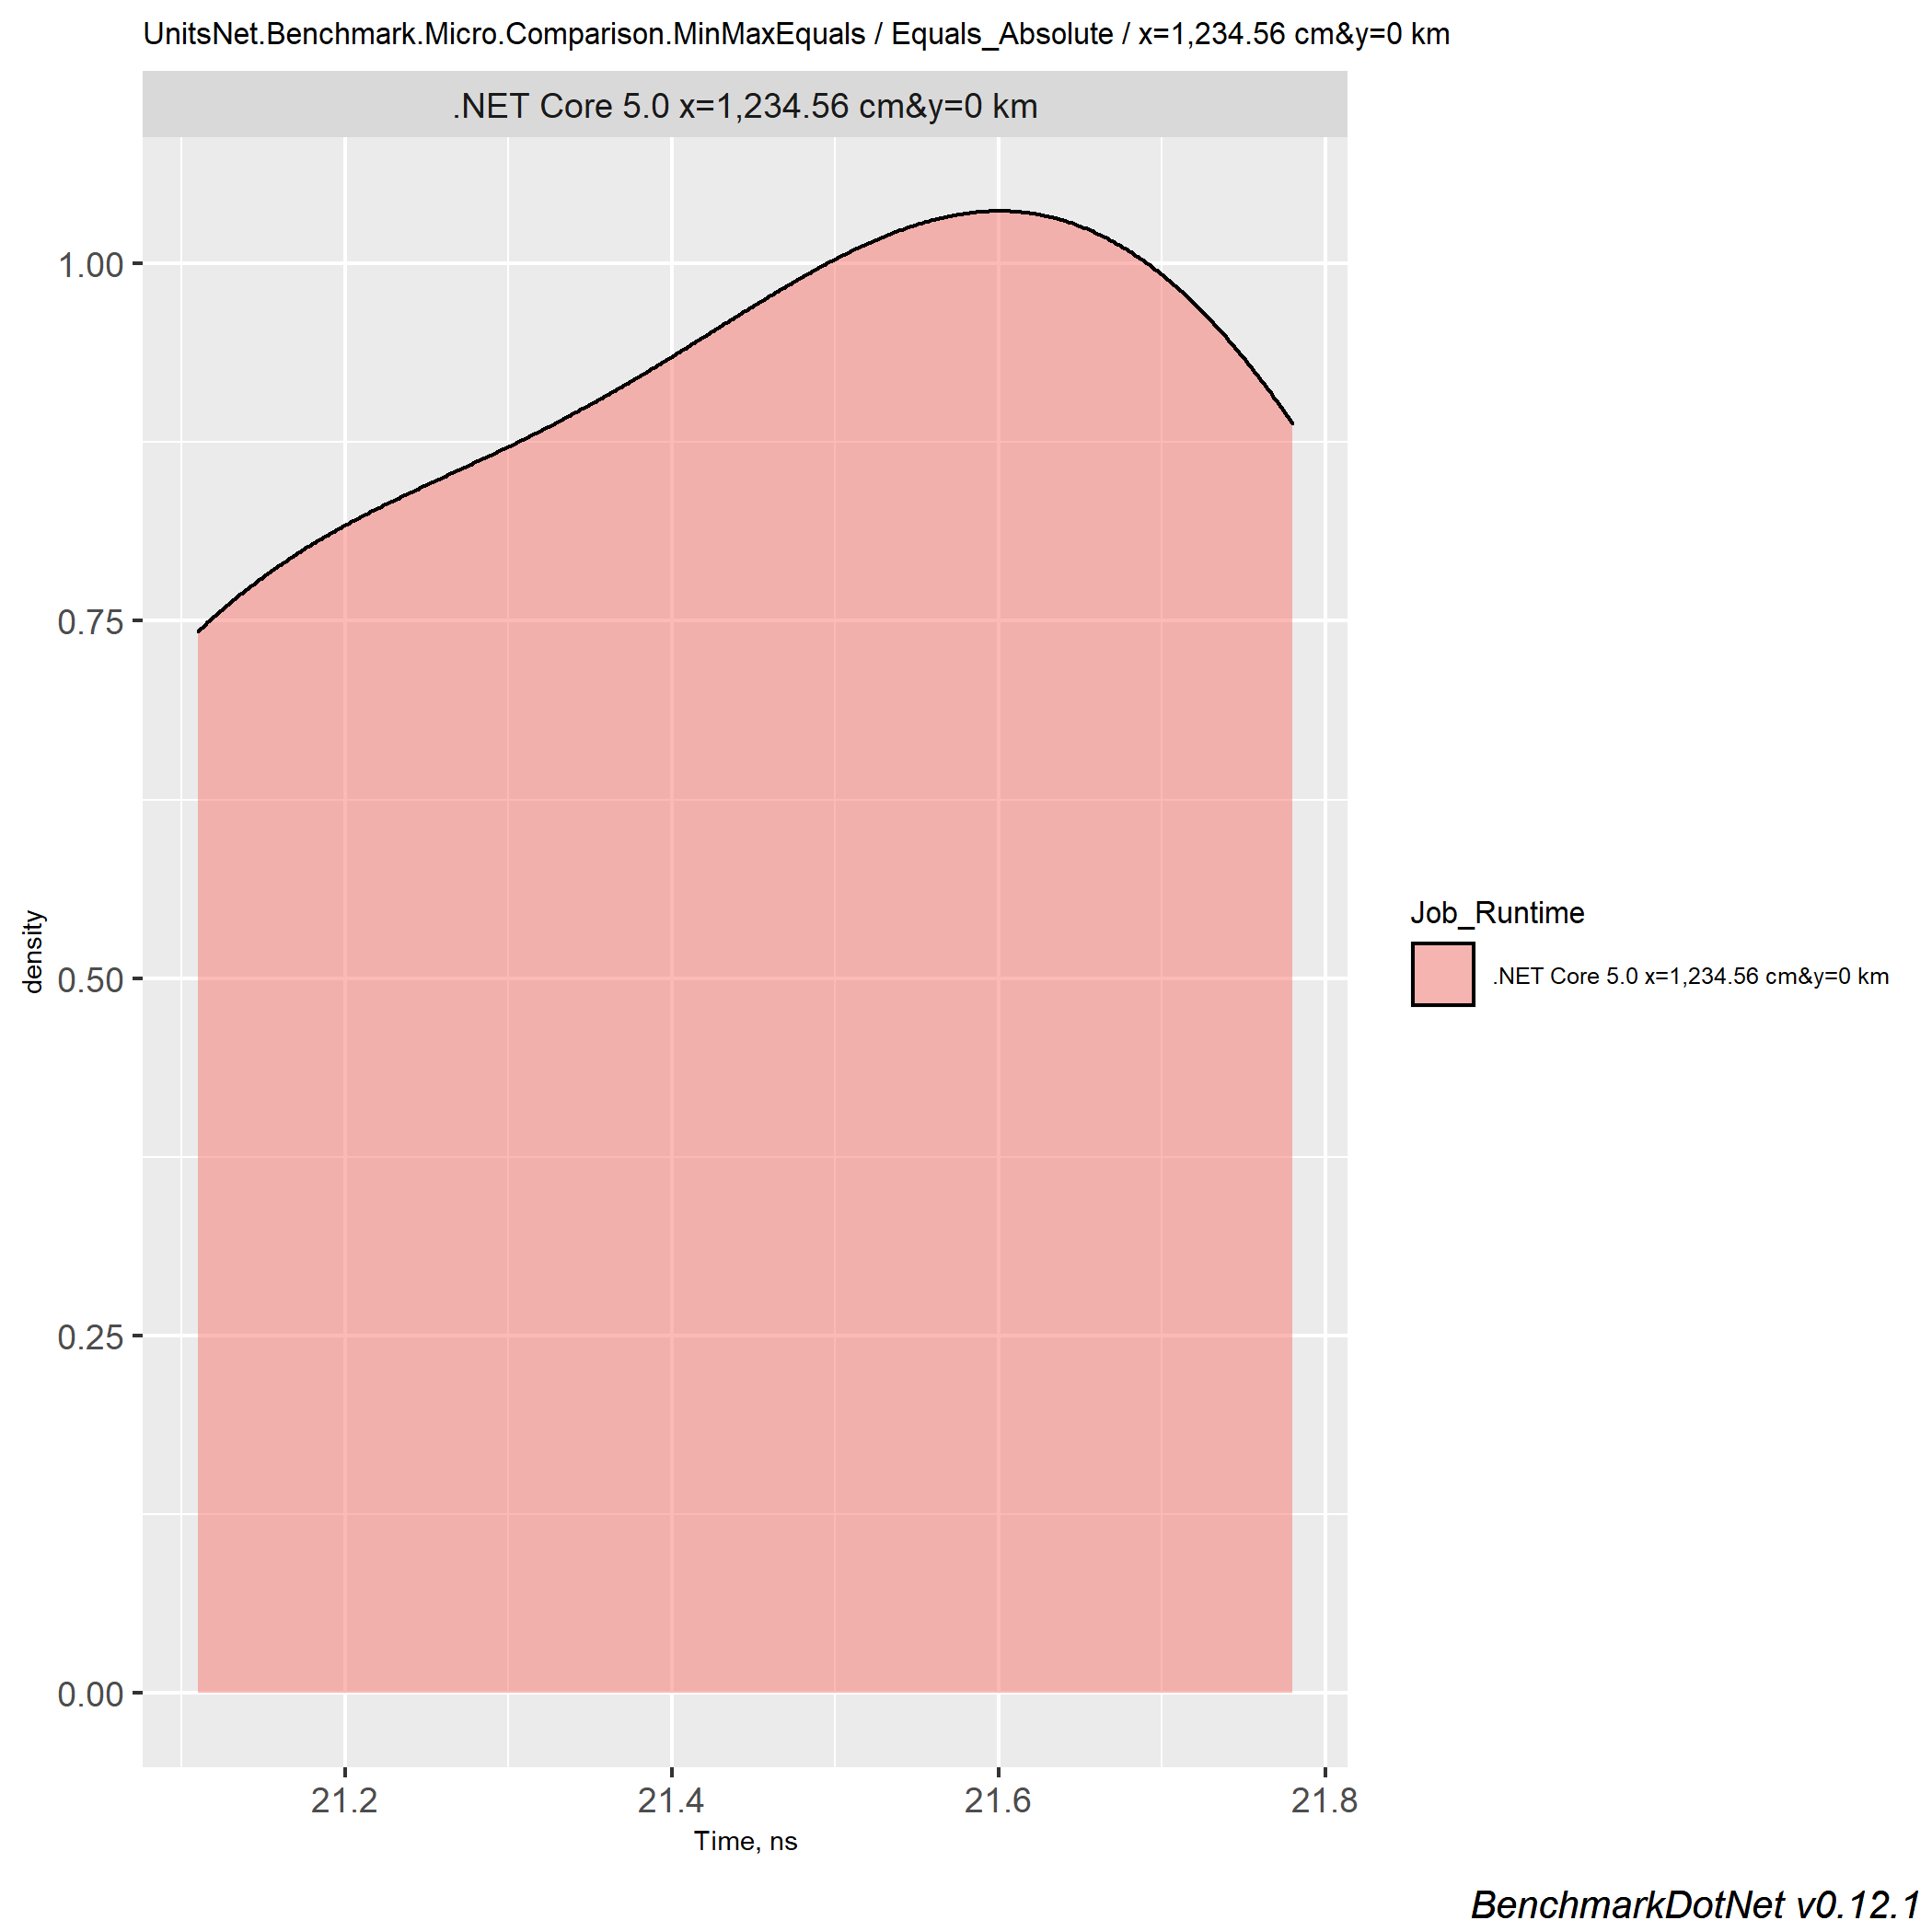 UnitsNet.Benchmark.Micro.Comparison.MinMaxEquals / Equals_Absolute / x=1,234.56 cm&y=0 km
.NET Core 5.0 x=1,234.56 cm&y=0 km
1.00
0.75
0.50
0.25
0.00
density
21.2
21.4
21.6
21.8
Time, ns
Job_Runtime
.NET Core 5.0 x=1,234.56 cm&y=0 km
BenchmarkDotNet v0.12.1